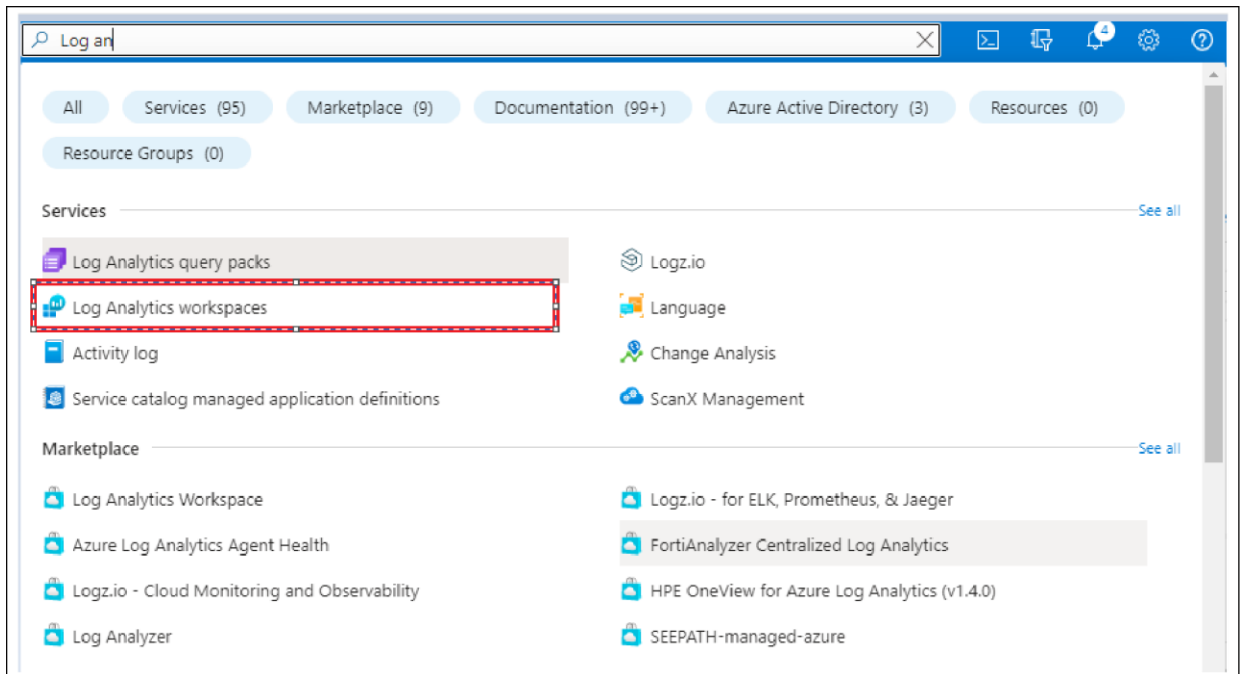 Log an
4
All
Services (95)
Marketplace (9)
Documentation (99+)
Azure Active Directory (3)
Resources (0)
Resource Groups (0)
Services
See all
Log Analytics query packs
Logz.io
Log Analytics workspaces
Language
Activity log
Change Analysis
Service catalog managed application definitions
ScanX Management
Marketplace
See all
Log Analytics Workspace
Logz.io - for ELK, Prometheus, & Jaeger
Azure Log Analytics Agent Health
FortiAnalyzer Centralized Log Analytics
Logz.io - Cloud Monitoring and Observability
HPE OneView for Azure Log Analytics (v1.4.0)
Log Analyzer
SEEPATH-managed-azure